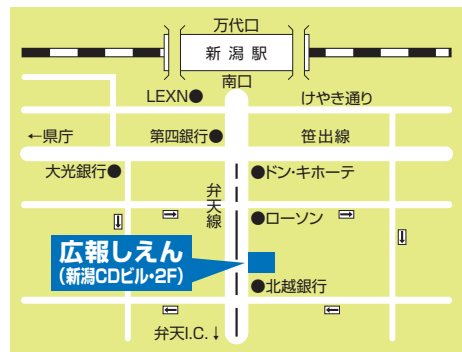 万代口
新潟駅
南口
LEXN●
けやき通り
←県庁
第四銀行●
笹出線
大光銀行●
●ドン・キホーテ
弁天線
●ローソン
広報しえん
(新潟CDビル・2F)
●北越銀行
弁天I.C.↓